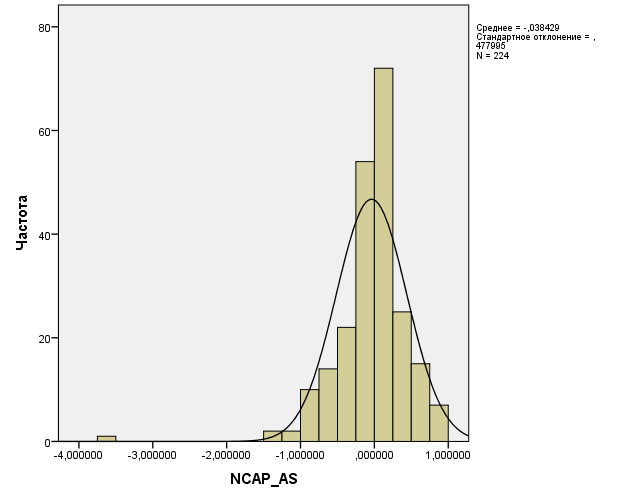 Среднее = -,038429
Стандартное отклонение = ,
477995
N = 224
80
60
40
20
0
Частота
-4,000000 -3,000000 -2,000000 -1,000000 ,000000 1,000000
NCAP_AS